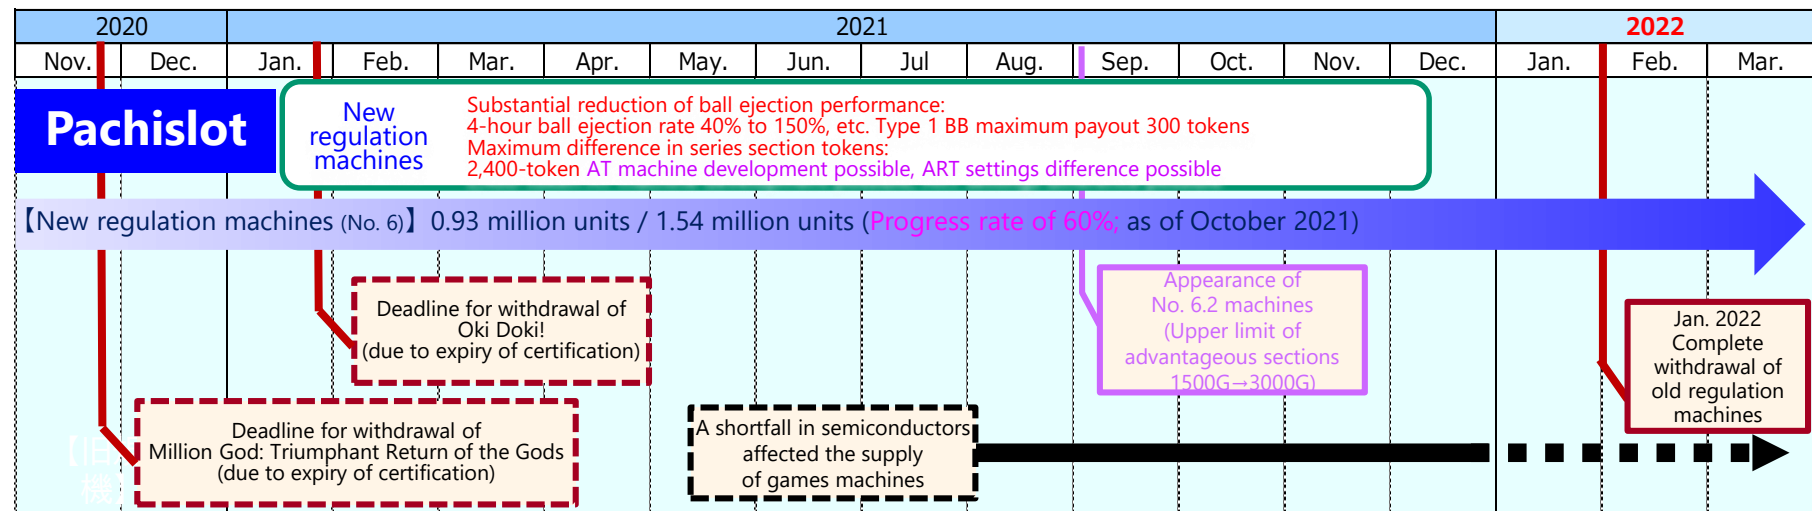 2020 2021 2022
Nov. Dec. Jan. Feb. Mar. Apr. May. Jun. Jul Aug. Sep. Oct. Nov. Dec. Jan. Feb. Mar.
Pachislot
New
regulation
machines
Substantial reduction of ball ejection performance:
4-hour ball ejection rate 40% to 150%, etc. Type 1 BB maximum payout 300 tokens
Maximum difference in series section tokens:
2,400-token AT machine development possible, ART settings difference possible
【New regulation machines (No. 6)】0.93 million units / 1.54 million units (Progress rate of 60%; as of October 2021)
Deadline for withdrawal of
Oki Doki!
(due to expiry of certification)
Appearance of
No. 6.2 machines
(Upper limit of
advantageous sections
1500G→3000G)
Jan. 2022
Complete
withdrawal of
old regulation
machines
Deadline for withdrawal of
Million God: Triumphant Return of the Gods
(due to expiry of certification)
A shortfall in semiconductors
affected the supply
of games machines
【旧
機】